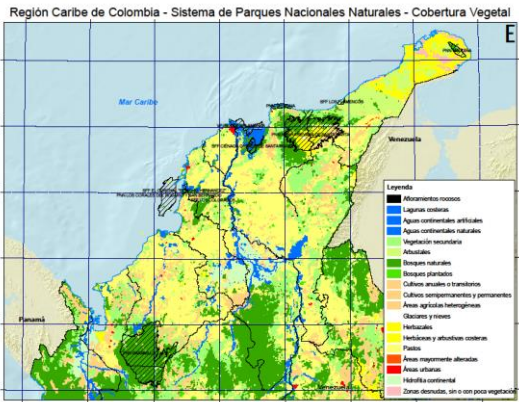 Región Caribe de Colombia - Sistema de Parques Nacionales Naturales - Cobertura Vegetal
E
Mar Caribe
Venezuela
Panamá
Venezuela
Leyenda
Afloramientos rocosos
Lagunas costeras
Aguas continentales artificiales
Aguas continentales naturales
Vegetación secundaria
Arbustales
Bosques naturales
Bosques plantados
Cultivos anuales o transitorios
Cultivos semipermanentes y permanentes
Áreas agrícolas heterogéneas
Glaciares y nieves
Herbazales
Herbáceas y arbustivas costeras
Pastos
Áreas mayormente alteradas
Áreas urbanas
Hidrofitia continental
Zonas desnudas, sin o con poca vegetación